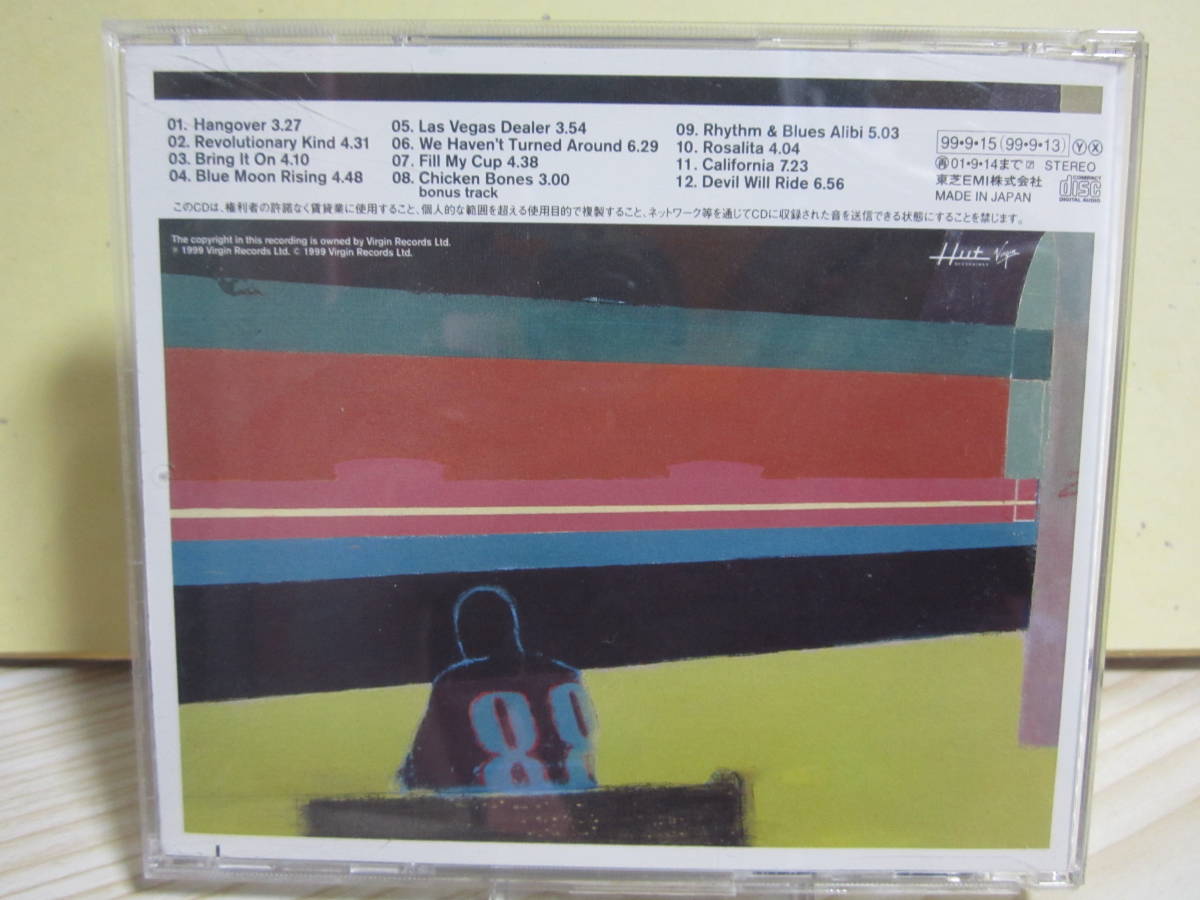 01. Hangover 3.27
02. Revolutionary Kind 4.31
03. Bring It On 4.10
04. Blue Moon Rising 4.48
05. Las Vegas Dealer 3.54
06. We Haven't Turned Around 6.29
07. Fill My Cup 4.38
08. Chicken Bones 3.00
bonus track
09. Rhythm & Blues Alibi 5.03
10. Rosalita 4.04
11. California 7.23
12. Devil Will Ride 6.56
99・9・15(99・9・13) Ⓨ Ⓧ
㊞01・9・14まで STEREO
東芝EMI株式会社
MADE IN JAPAN
COMPACT
disc
DIGITAL AUDIO
このCDは、権利者の許諾なく賃貸業に使用すること、個人的な範囲を超える使用目的で複製すること、ネットワーク等を通じてCDに収録された音を送信できる状態にすることを禁じます。
The copyright in this recording is owned by Virgin Records Ltd.
℗ 1999 Virgin Records Ltd. © 1999 Virgin Records Ltd.
Hut
RECORDINGS
Virgin
89